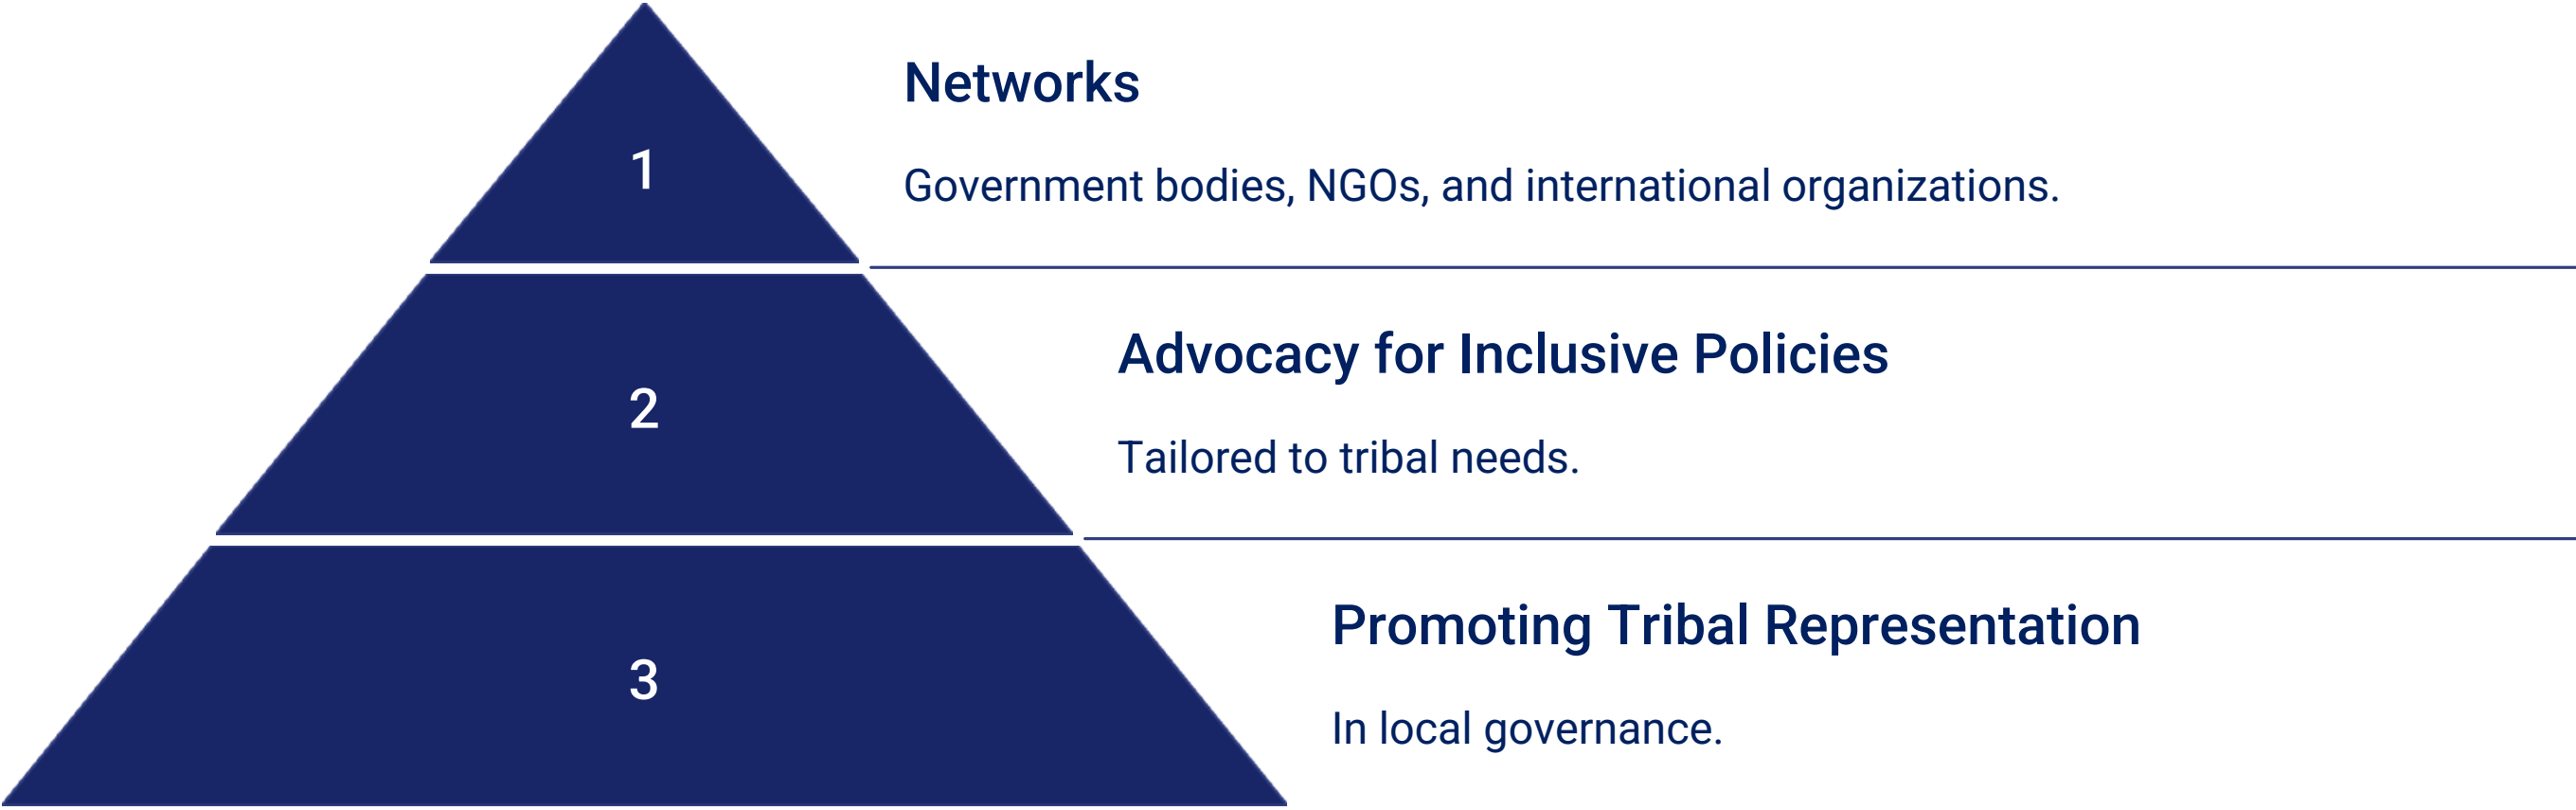 1
Networks
Government bodies, NGOs, and international organizations.
2
Advocacy for Inclusive Policies
Tailored to tribal needs.
3
Promoting Tribal Representation
In local governance.